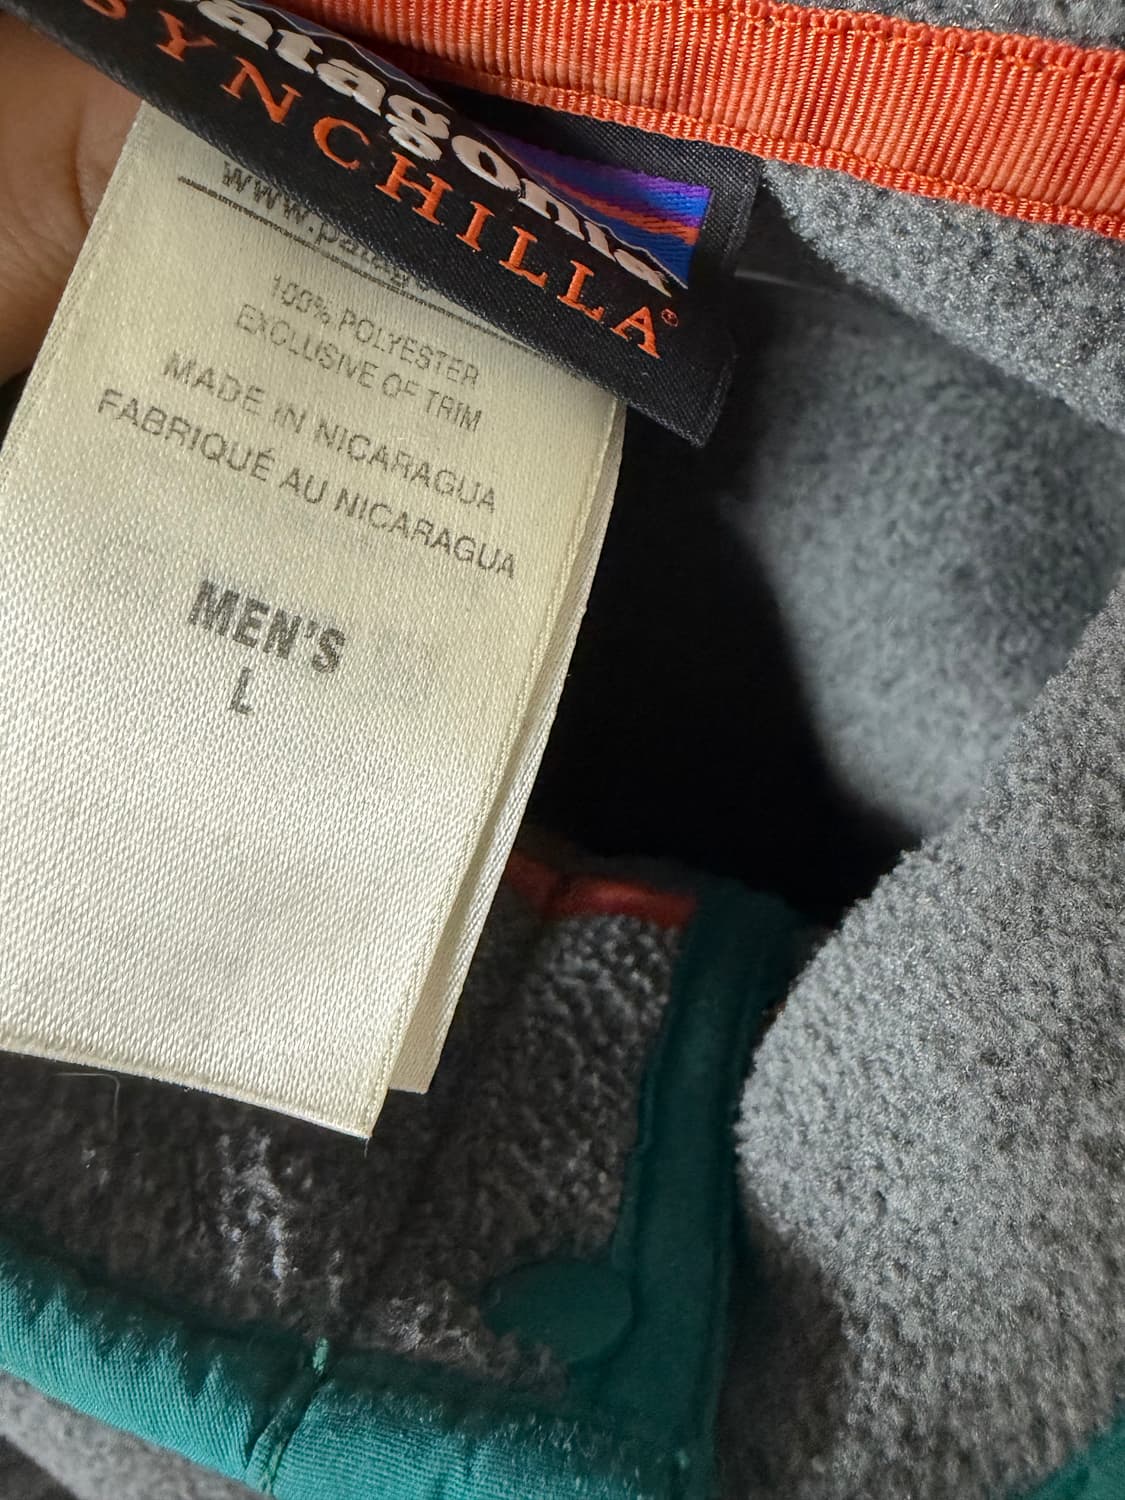 patagonia
SYNCHILLA®
100% POLYESTER
EXCLUSIVE OF TRIM
MADE IN NICARAGUA
FABRIQUÉ AU NICARAGUA
MEN'S
L